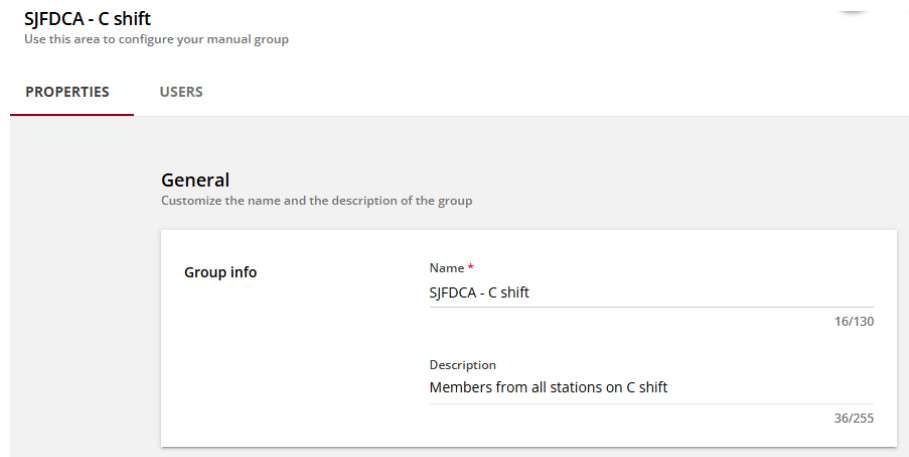 SJFDCA - C shift
Use this area to configure your manual group
PROPERTIES USERS
General
Customize the name and the description of the group
Group info
Name *
SJFDCA - C shift
16/130
Description
Members from all stations on C shift
36/255